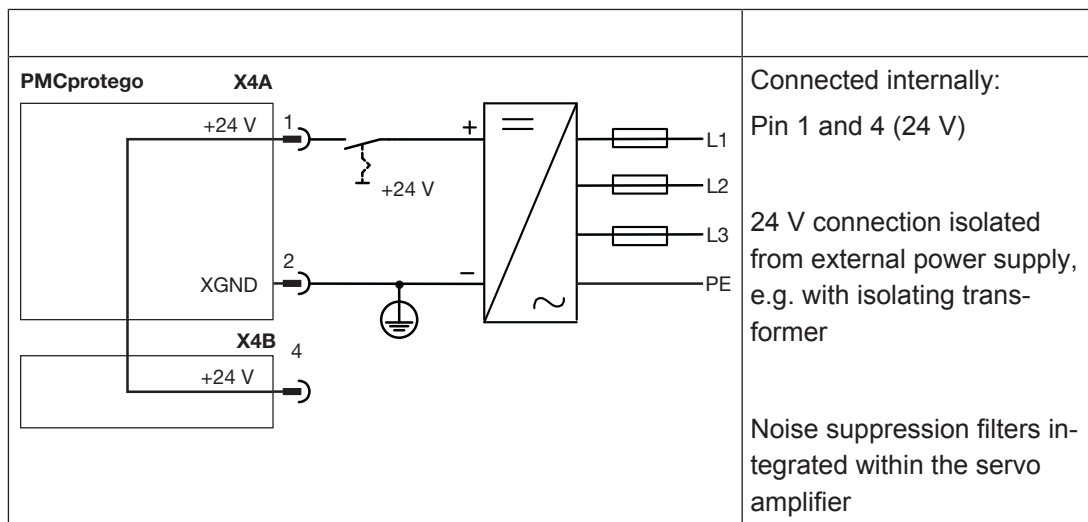 PMCprotego X4A
+24 V 1
+
L1
+24 V
L2
L3
2
XGND
–
PE
X4B 4
+24 V
Connected internally:
Pin 1 and 4 (24 V)
24 V connection isolated
from external power supply,
e.g. with isolating trans-
former
Noise suppression filters in-
tegrated within the servo
amplifier